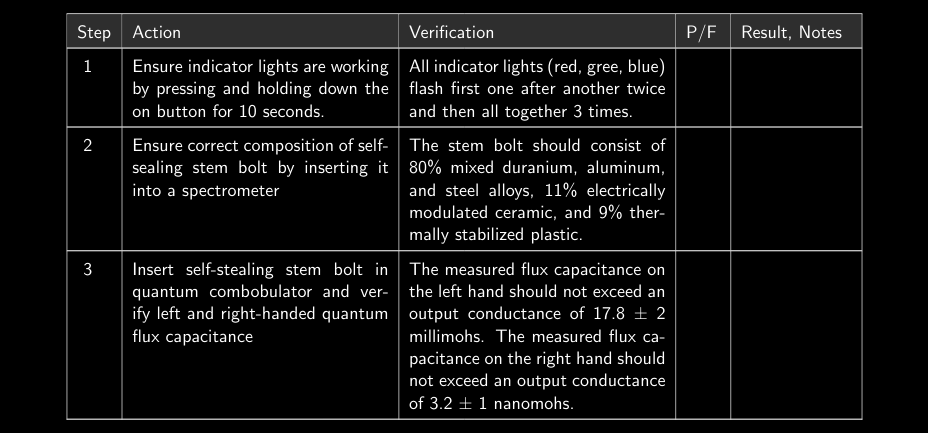 Step Action Verification P/F Result, Notes
1 Ensure indicator lights are working
by pressing and holding down the
on button for 10 seconds.
All indicator lights (red, gree, blue)
flash first one after another twice
and then all together 3 times.
2 Ensure correct composition of self-
sealing stem bolt by inserting it
into a spectrometer
The stem bolt should consist of
80% mixed duranium, aluminum,
and steel alloys, 11% electrically
modulated ceramic, and 9% ther-
mally stabilized plastic.
3 Insert self-stealing stem bolt in
quantum combobulator and ver-
ify left and right-handed quantum
flux capacitance
The measured flux capacitance on
the left hand should not exceed an
output conductance of 17.8 ± 2
millimohs. The measured flux ca-
pacitance on the right hand should
not exceed an output conductance
of 3.2 ± 1 nanomohs.